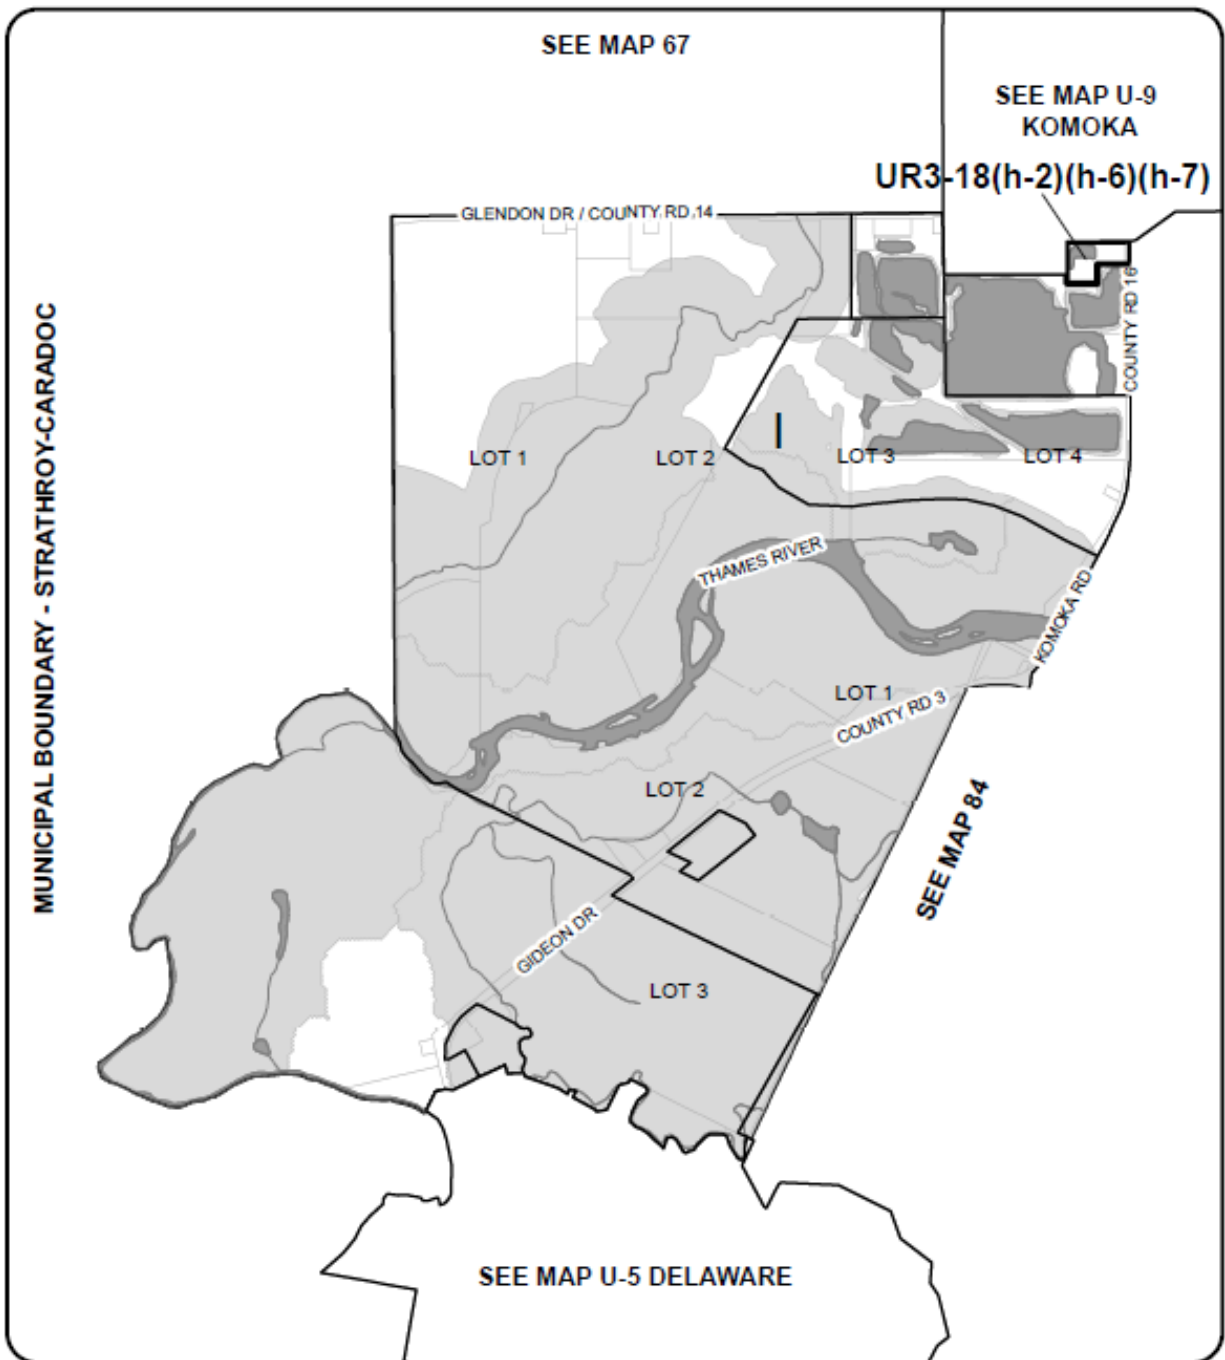 SEE MAP 67
SEE MAP U-9
KOMOKA
UR3-18(h-2)(h-6)(h-7)
GLENDON DR / COUNTY RD 14
COUNTY RD 16
MUNICIPAL BOUNDARY - STRATHROY-CARADOC
I
LOT 1
LOT 2
LOT 3
LOT 4
THAMES RIVER
KOMOKA RD
LOT 1
COUNTY RD 3
LOT 2
SEE MAP 84
GIDEON DR
LOT 3
SEE MAP U-5 DELAWARE